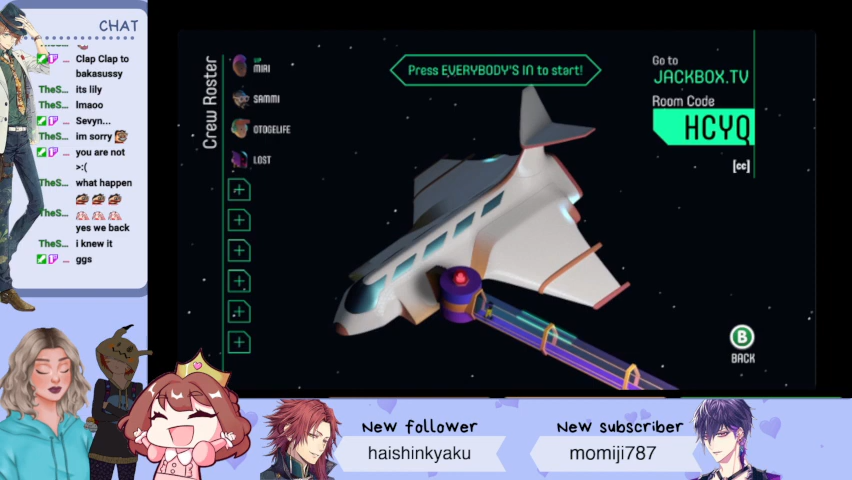 CHAT
Clap Clap to
bakasussy
TheS... its lily
TheS... lmaoo
Sevyn...
TheS... im sorry
you are not
>:(
TheS... what happen
TheS...
yes we back
TheS... i knew it
ggs
Crew Roster
VIP
MIRI
SAMMI
OTOGELIFE
LOST
Press EVERYBODY'S IN to start!
Go to
JACKBOX.TV
Room Code
HCYQ
[cc]
B
BACK
New follower
haishinkyaku
New subscriber
momiji787